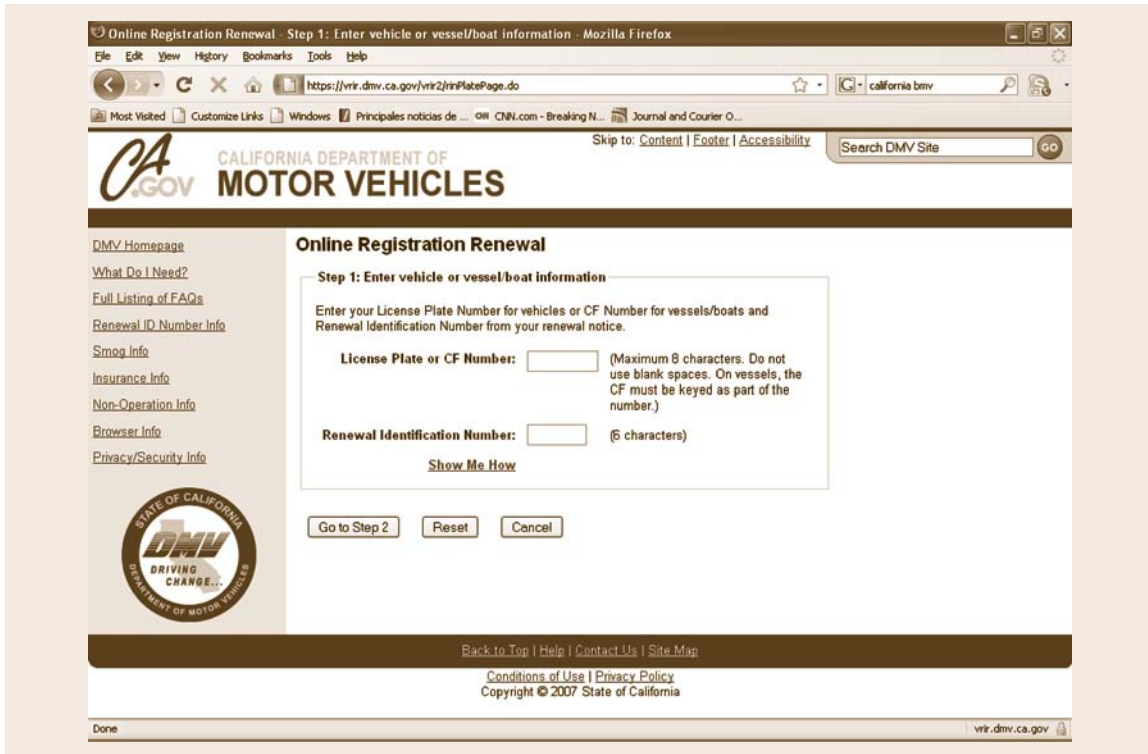 Online Registration Renewal - Step 1: Enter vehicle or vessel/boat information - Mozilla Firefox
File Edit View History Bookmarks Tools Help
https://vrir.dmv.ca.gov/vrir2/rinPlatePage.do
G california bmv
Most Visited Customize Links Windows Principales noticias de ... CNN CNN.com - Breaking N... Journal and Courier O...
Skip to: Content | Footer | Accessibility
Search DMV Site GO
CA.GOV
CALIFORNIA DEPARTMENT OF
MOTOR VEHICLES
DMV Homepage
What Do I Need?
Full Listing of FAQs
Renewal ID Number Info
Smog Info
Insurance Info
Non-Operation Info
Browser Info
Privacy/Security Info
STATE OF CALIFORNIA
DMV
DRIVING
CHANGE...
DEPARTMENT OF MOTOR VEHICLES
Online Registration Renewal
Step 1: Enter vehicle or vessel/boat information
Enter your License Plate Number for vehicles or CF Number for vessels/boats and
Renewal Identification Number from your renewal notice.
License Plate or CF Number: (Maximum 8 characters. Do not
use blank spaces. On vessels, the
CF must be keyed as part of the
number.)
Renewal Identification Number: (6 characters)
Show Me How
Go to Step 2 Reset Cancel
Back to Top | Help | Contact Us | Site Map
Conditions of Use | Privacy Policy
Copyright © 2007 State of California
Done vrir.dmv.ca.gov